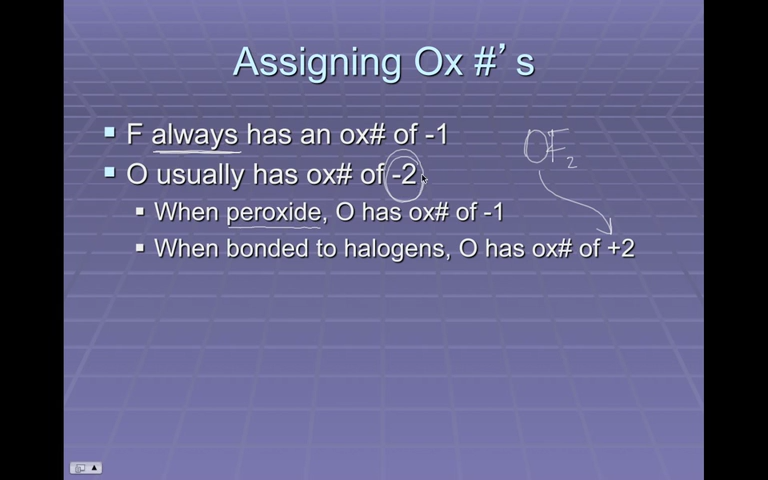 Assigning Ox #'s
F always has an ox# of -1
OF2
O usually has ox# of -2
When peroxide, O has ox# of -1
When bonded to halogens, O has ox# of +2